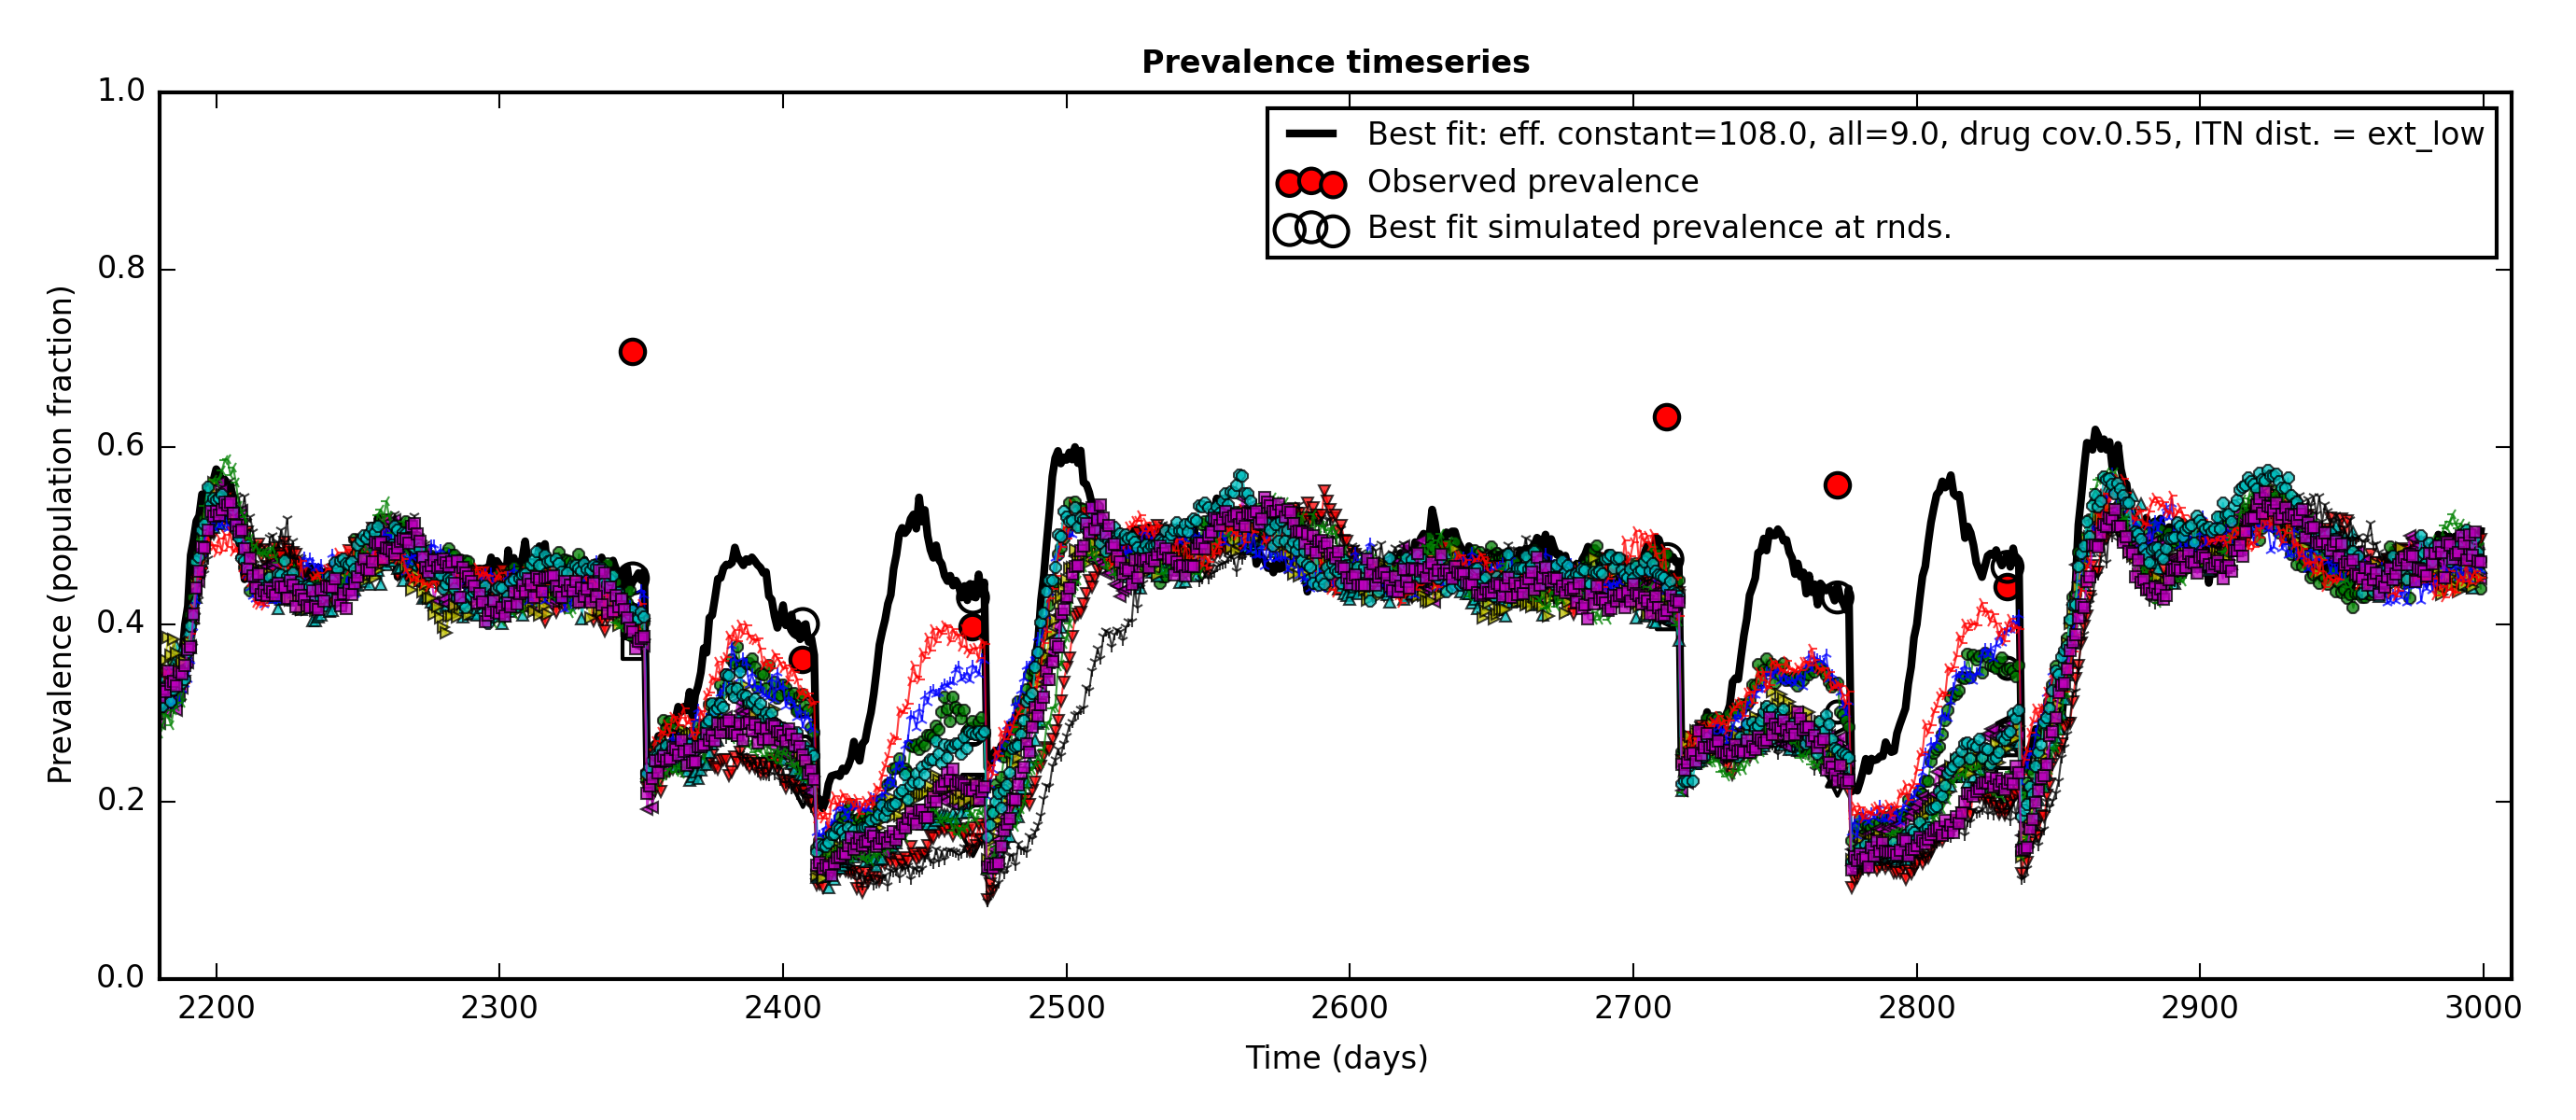 Prevalence timeseries
Prevalence (population fraction)
1.0
0.8
0.6
0.4
0.2
0.0
Best fit: eff. constant=108.0, all=9.0, drug cov.0.55, ITN dist. = ext_low
Observed prevalence
Best fit simulated prevalence at rnds.
2200 2300 2400 2500 2600 2700 2800 2900 3000
Time (days)